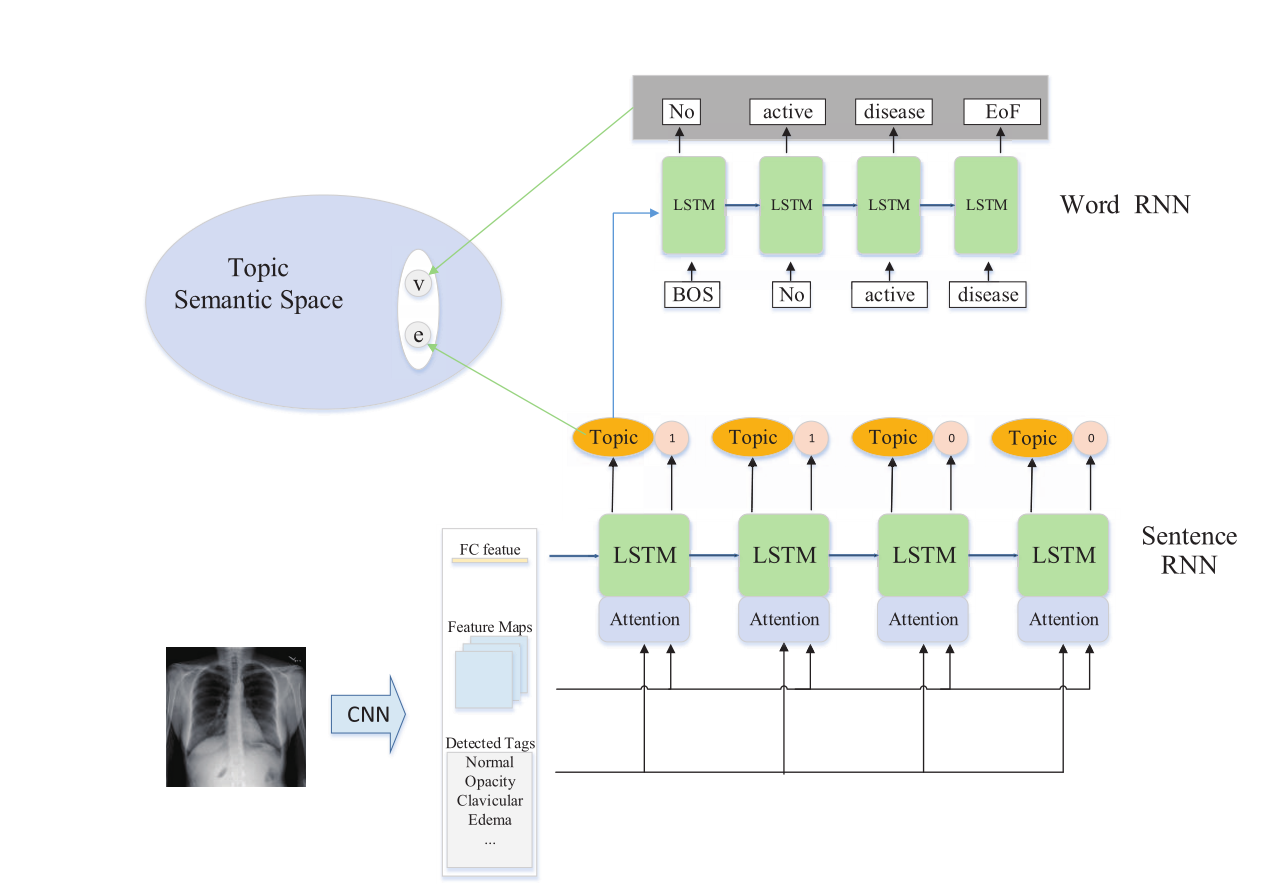 No active disease EoF
LSTM LSTM LSTM LSTM
Word RNN
BOS No active disease
Topic
Semantic Space
v
e
Topic 1 Topic 1 Topic 0 Topic 0
LSTM LSTM LSTM LSTM
Sentence
RNN
Attention Attention Attention Attention
FC featue
Feature Maps
CNN
Detected Tags
Normal
Opacity
Clavicular
Edema
...